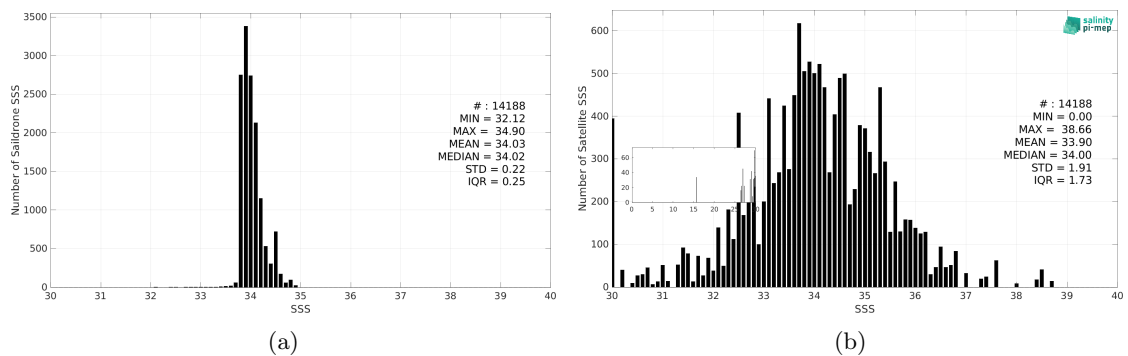 3500
3000
2500
2000
1500
1000
500
0
Number of Saildrone SSS
# : 14188
MIN = 32.12
MAX = 34.90
MEAN = 34.03
MEDIAN = 34.02
STD = 0.22
IQR = 0.25
30 31 32 33 34 35 36 37 38 39 40
SSS
(a)
salinity
pi-mep
600
500
400
300
200
100
0
Number of Satellite SSS
# : 14188
MIN = 0.00
MAX = 38.66
MEAN = 33.90
MEDIAN = 34.00
STD = 1.91
IQR = 1.73
60
40
20
0
0 5 10 15 20 25 30
30 31 32 33 34 35 36 37 38 39 40
SSS
(b)